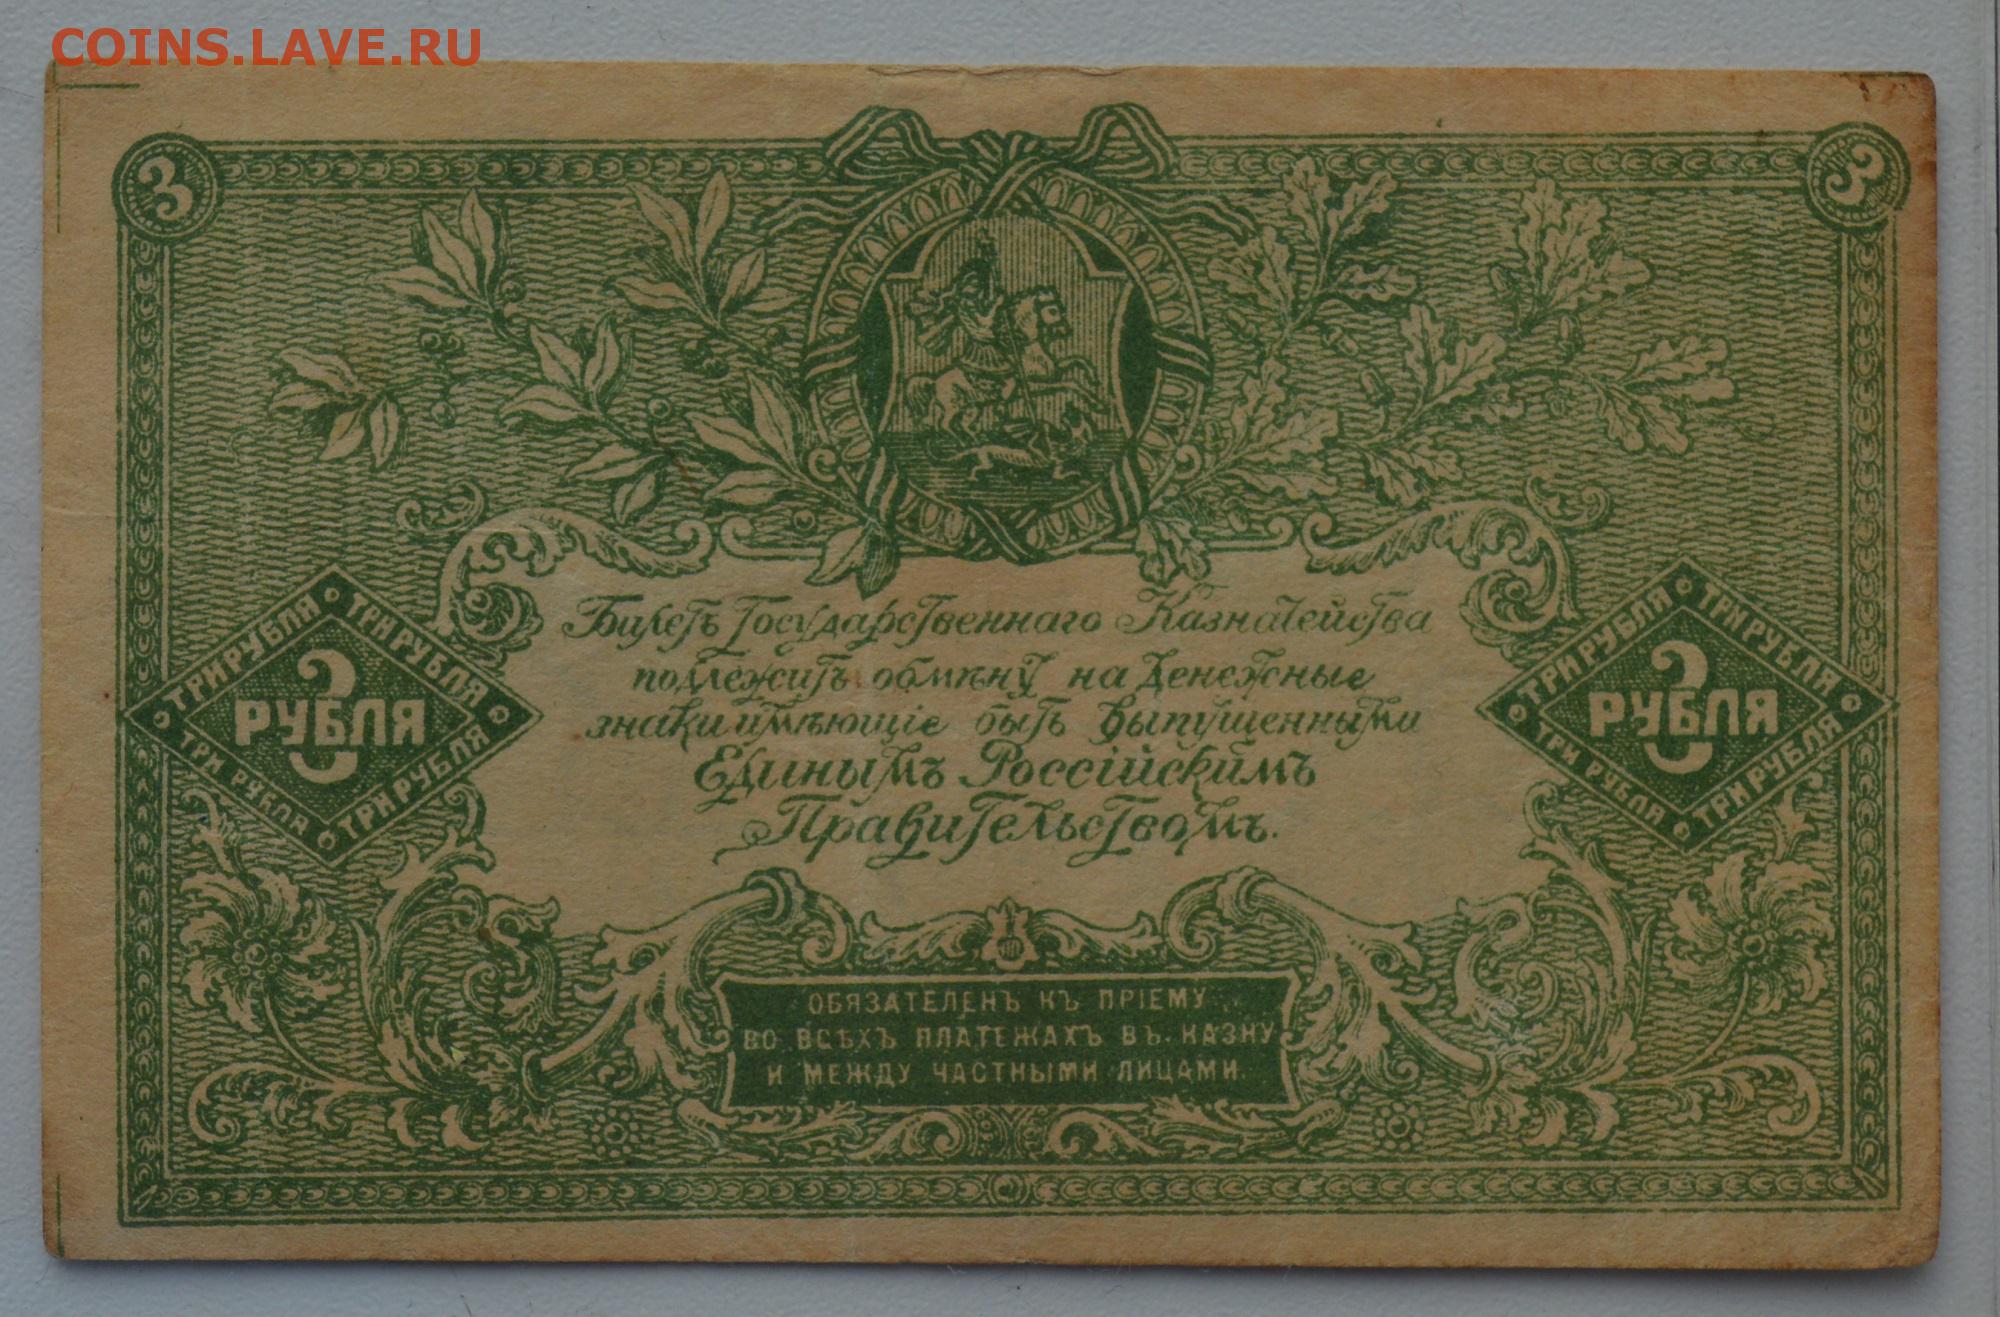 COINS.LAVE.RU
3
3
Билетъ Государственнаго Казначейства
подлежитъ обмѣну на денежные
знаки имѣющіе быть выпущенными
Единымъ Россійскимъ
Правительствомъ.
ТРИ РУБЛЯ ТРИ РУБЛЯ
3
РУБЛЯ
ТРИ РУБЛЯ ТРИ РУБЛЯ
ТРИ РУБЛЯ ТРИ РУБЛЯ
3
РУБЛЯ
ТРИ РУБЛЯ ТРИ РУБЛЯ
ОБЯЗАТЕЛЕНЪ КЪ ПРІЕМУ
ВО ВСѢХЪ ПЛАТЕЖАХЪ ВЪ КАЗНУ
И МЕЖДУ ЧАСТНЫМИ ЛИЦАМИ.